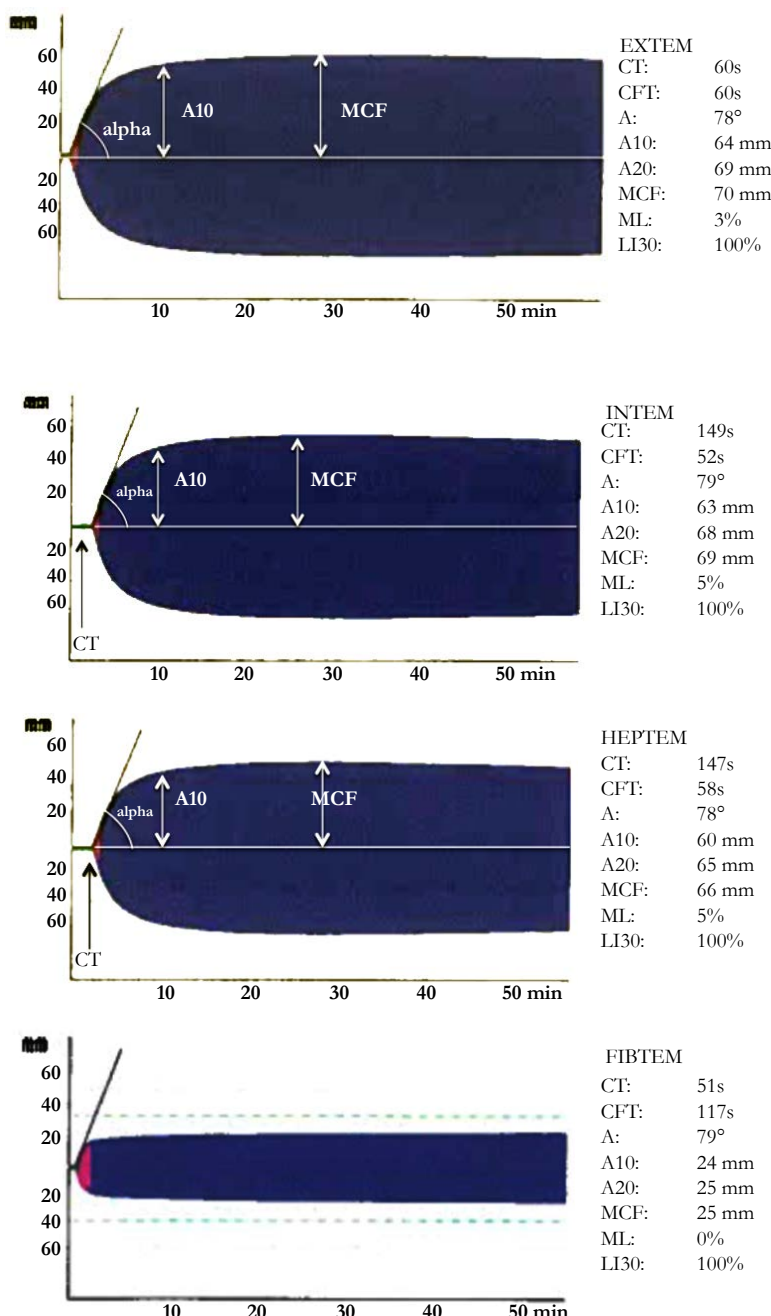 60
40
20
20
40
60
alpha
A10
MCF
10 20 30 40 50 min
EXTEM
CT: 60s
CFT: 60s
A: 78°
A10: 64 mm
A20: 69 mm
MCF: 70 mm
ML: 3%
LI30: 100%
60
40
20
20
40
60
alpha
A10
MCF
CT
10 20 30 40 50 min
INTEM
CT: 149s
CFT: 52s
A: 79°
A10: 63 mm
A20: 68 mm
MCF: 69 mm
ML: 5%
LI30: 100%
60
40
20
20
40
60
alpha
A10
MCF
CT
10 20 30 40 50 min
HEPTEM
CT: 147s
CFT: 58s
A: 78°
A10: 60 mm
A20: 65 mm
MCF: 66 mm
ML: 5%
LI30: 100%
60
40
20
20
40
60
10 20 30 40 50 min
FIBTEM
CT: 51s
CFT: 117s
A: 79°
A10: 24 mm
A20: 25 mm
MCF: 25 mm
ML: 0%
LI30: 100%